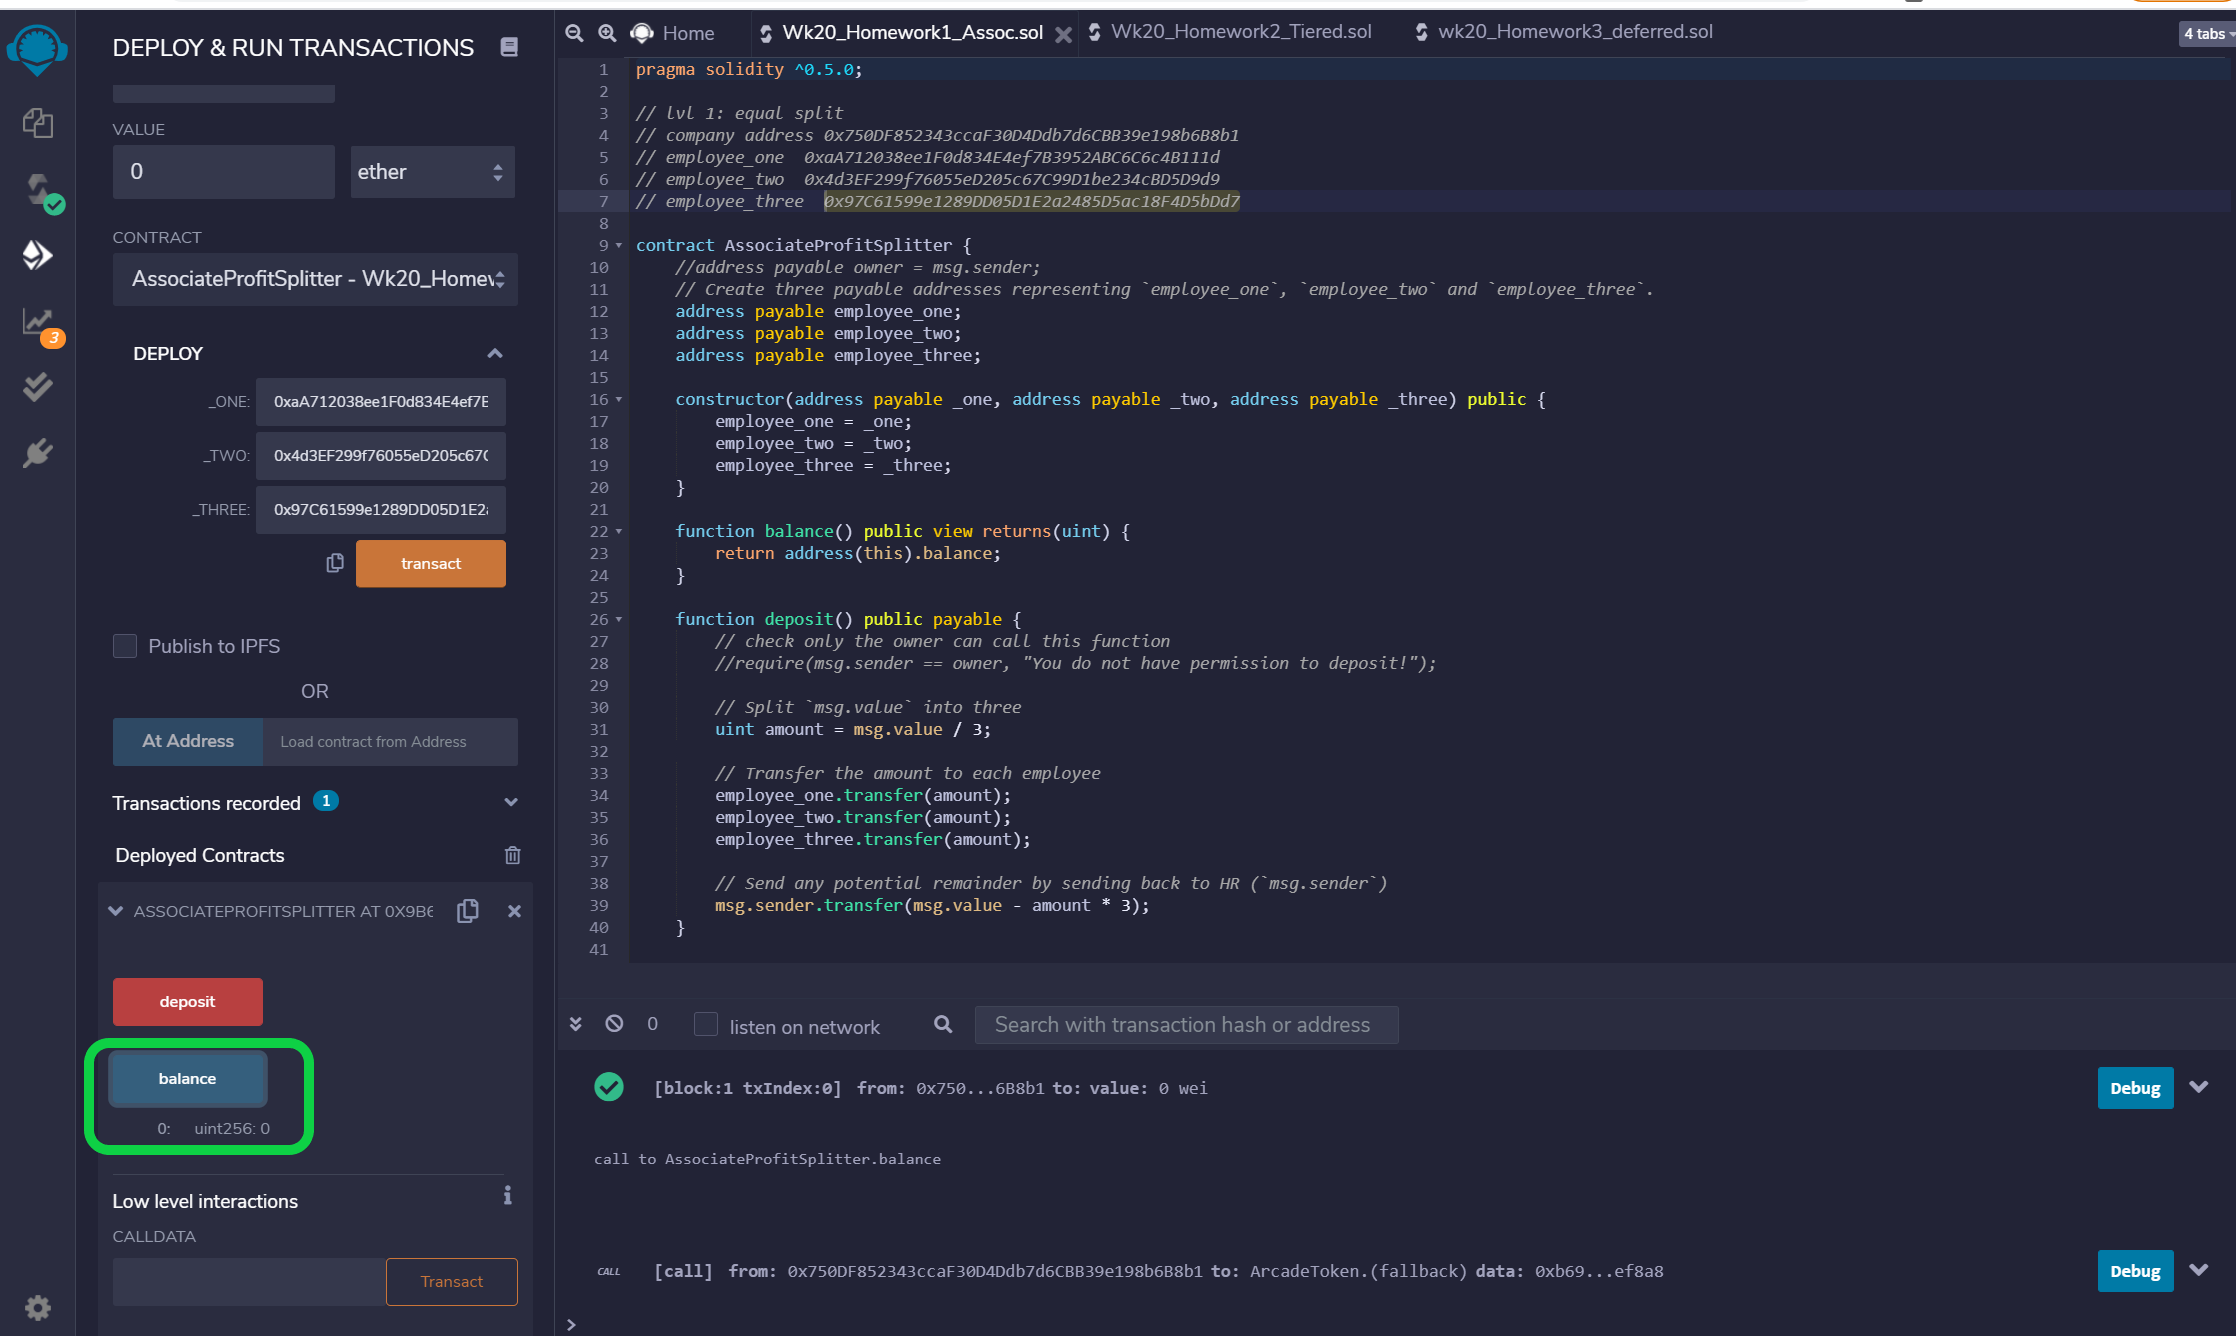 DEPLOY & RUN TRANSACTIONS
VALUE
0
ether
CONTRACT
AssociateProfitSplitter - Wk20_Homew
3
DEPLOY
_ONE: 0xaA712038ee1F0d834E4ef7E
_TWO: 0x4d3EF299f76055eD205c67C
_THREE: 0x97C61599e1289DD05D1E2a
transact
Publish to IPFS
OR
At Address Load contract from Address
Transactions recorded 1
Deployed Contracts
ASSOCIATEPROFITSPLITTER AT 0X9B6
deposit
balance
0: uint256: 0
Low level interactions
i
CALLDATA
Transact
Home
Wk20_Homework1_Assoc.sol
Wk20_Homework2_Tiered.sol
wk20_Homework3_deferred.sol
4 tabs
1 pragma solidity ^0.5.0;
2
3 // lvl 1: equal split
4 // company address 0x750DF852343ccaF30D4Ddb7d6CBB39e198b6B8b1
5 // employee_one  0xaA712038ee1F0d834E4ef7B3952ABC6C6c4B111d
6 // employee_two  0x4d3EF299f76055eD205c67C99D1be234cBD5D9d9
7 // employee_three  0x97C61599e1289DD05D1E2a2485D5ac18F4D5bDd7
8
9 contract AssociateProfitSplitter {
10     //address payable owner = msg.sender;
11     // Create three payable addresses representing `employee_one`, `employee_two` and `employee_three`.
12     address payable employee_one;
13     address payable employee_two;
14     address payable employee_three;
15
16     constructor(address payable _one, address payable _two, address payable _three) public {
17         employee_one = _one;
18         employee_two = _two;
19         employee_three = _three;
20     }
21
22     function balance() public view returns(uint) {
23         return address(this).balance;
24     }
25
26     function deposit() public payable {
27         // check only the owner can call this function
28         //require(msg.sender == owner, "You do not have permission to deposit!");
29
30         // Split `msg.value` into three
31         uint amount = msg.value / 3;
32
33         // Transfer the amount to each employee
34         employee_one.transfer(amount);
35         employee_two.transfer(amount);
36         employee_three.transfer(amount);
37
38         // Send any potential remainder by sending back to HR (`msg.sender`)
39         msg.sender.transfer(msg.value - amount * 3);
40     }
41
0
listen on network
Search with transaction hash or address
[block:1 txIndex:0] from: 0x750...6B8b1 to: value: 0 wei
Debug
call to AssociateProfitSplitter.balance
CALL [call] from: 0x750DF852343ccaF30D4Ddb7d6CBB39e198b6B8b1 to: ArcadeToken.(fallback) data: 0xb69...ef8a8
Debug
>